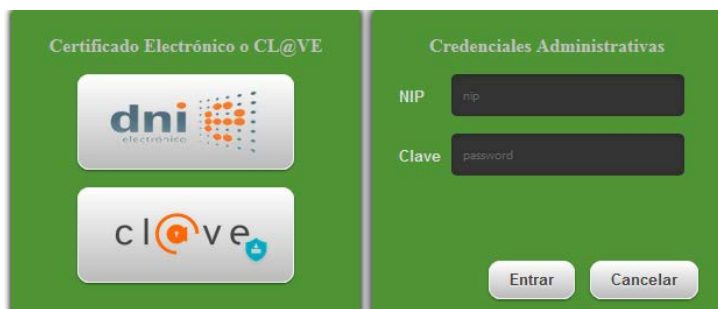 Certificado Electrónico o CL@VE
dni e
electrónico
cl@ve
Credenciales Administrativas
NIP
nip
Clave
password
Entrar
Cancelar